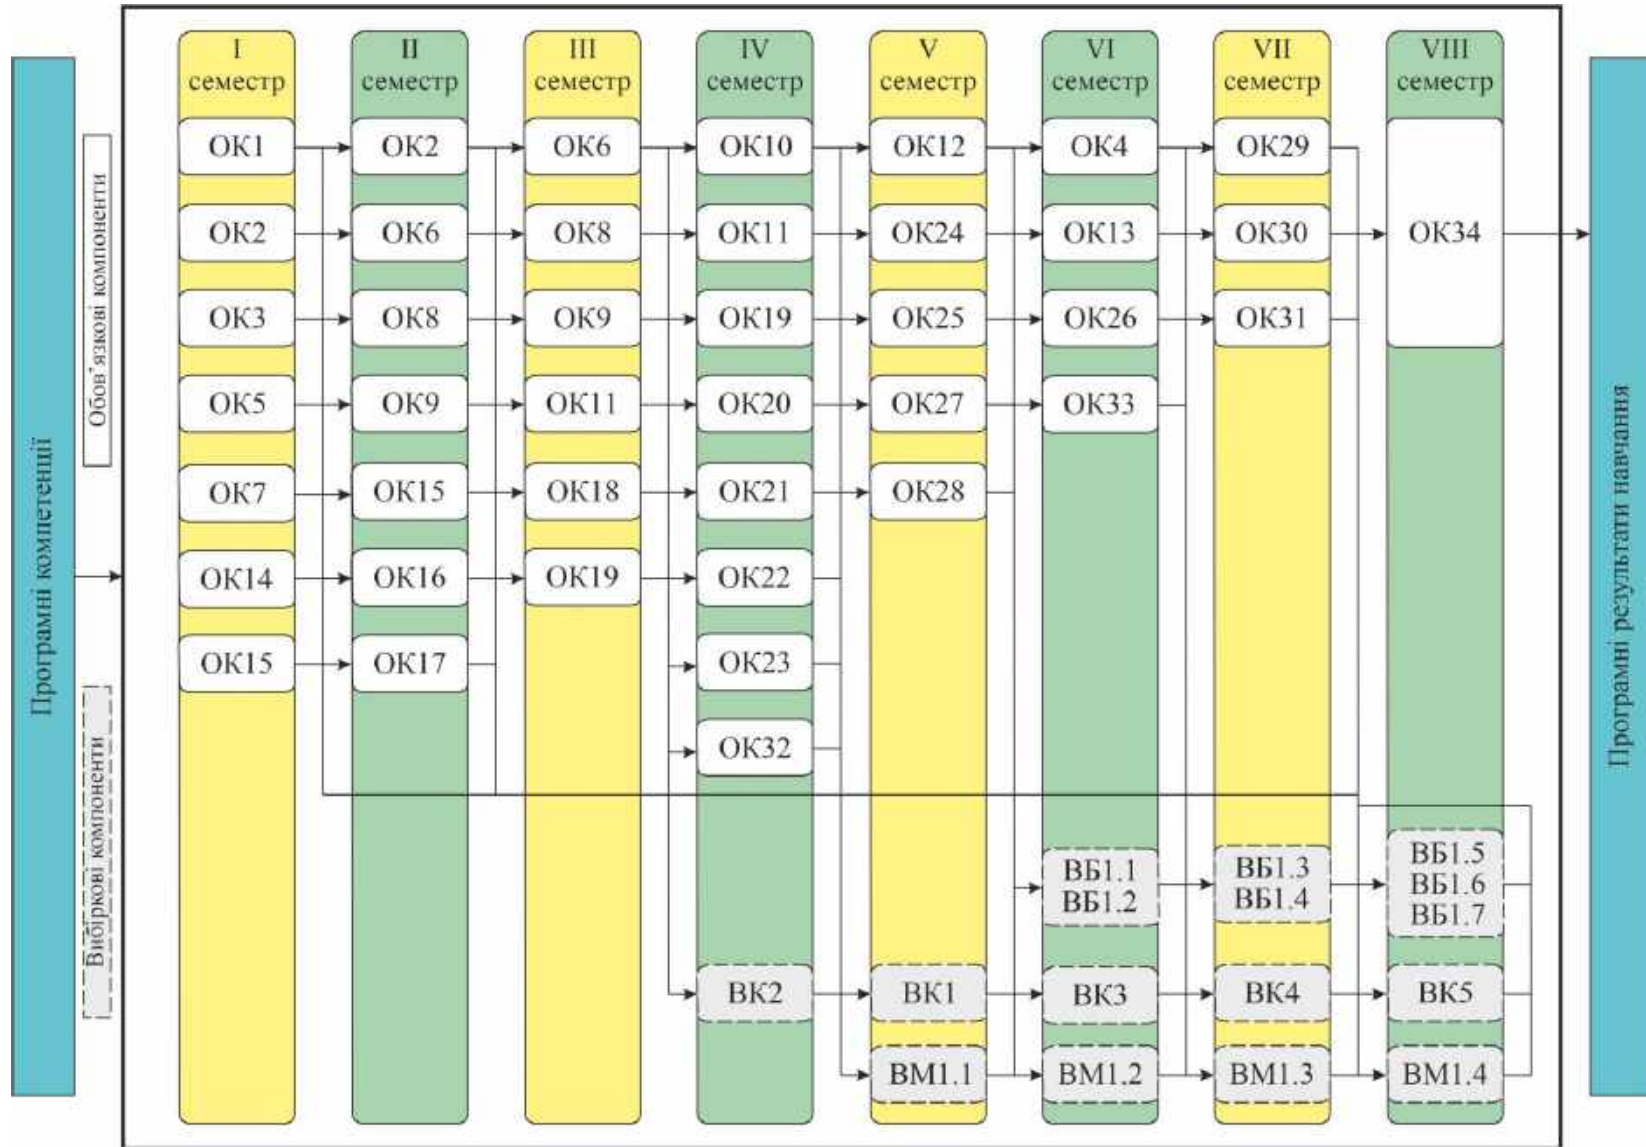 Програмні компетенції
Обов'язкові компоненти
Вибіркові компоненти
I
семестр
ОК1
ОК2
ОК3
ОК5
ОК7
ОК14
ОК15
II
семестр
ОК2
ОК6
ОК8
ОК9
ОК15
ОК16
ОК17
III
семестр
ОК6
ОК8
ОК9
ОК11
ОК18
ОК19
IV
семестр
ОК10
ОК11
ОК19
ОК20
ОК21
ОК22
ОК23
ОК32
ВК2
V
семестр
ОК12
ОК24
ОК25
ОК27
ОК28
ВК1
ВМ1.1
VI
семестр
ОК4
ОК13
ОК26
ОК33
ВБ1.1
ВБ1.2
ВК3
ВМ1.2
VII
семестр
ОК29
ОК30
ОК31
ВБ1.3
ВБ1.4
ВК4
ВМ1.3
VIII
семестр
ОК34
ВБ1.5
ВБ1.6
ВБ1.7
ВК5
ВМ1.4
Програмні результати навчання